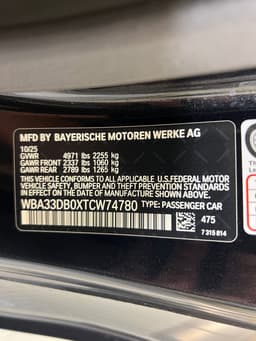 MFD BY BAYERISCHE MOTOREN WERKE AG
10/25
GVWR 4971 lbs 2255 kg
GAWR FRONT 2337 lbs 1060 kg
GAWR REAR 2789 lbs 1265 kg
THIS VEHICLE CONFORMS TO ALL APPLICABLE U.S.FEDERAL MOTOR
VEHICLE SAFETY, BUMPER AND THEFT PREVENTION STANDARDS
IN EFFECT ON THE DATE OF MANUFACTURE SHOWN ABOVE.
WBA33DB0XTCW74780 TYPE: PASSENGER CAR
475
7 315 814